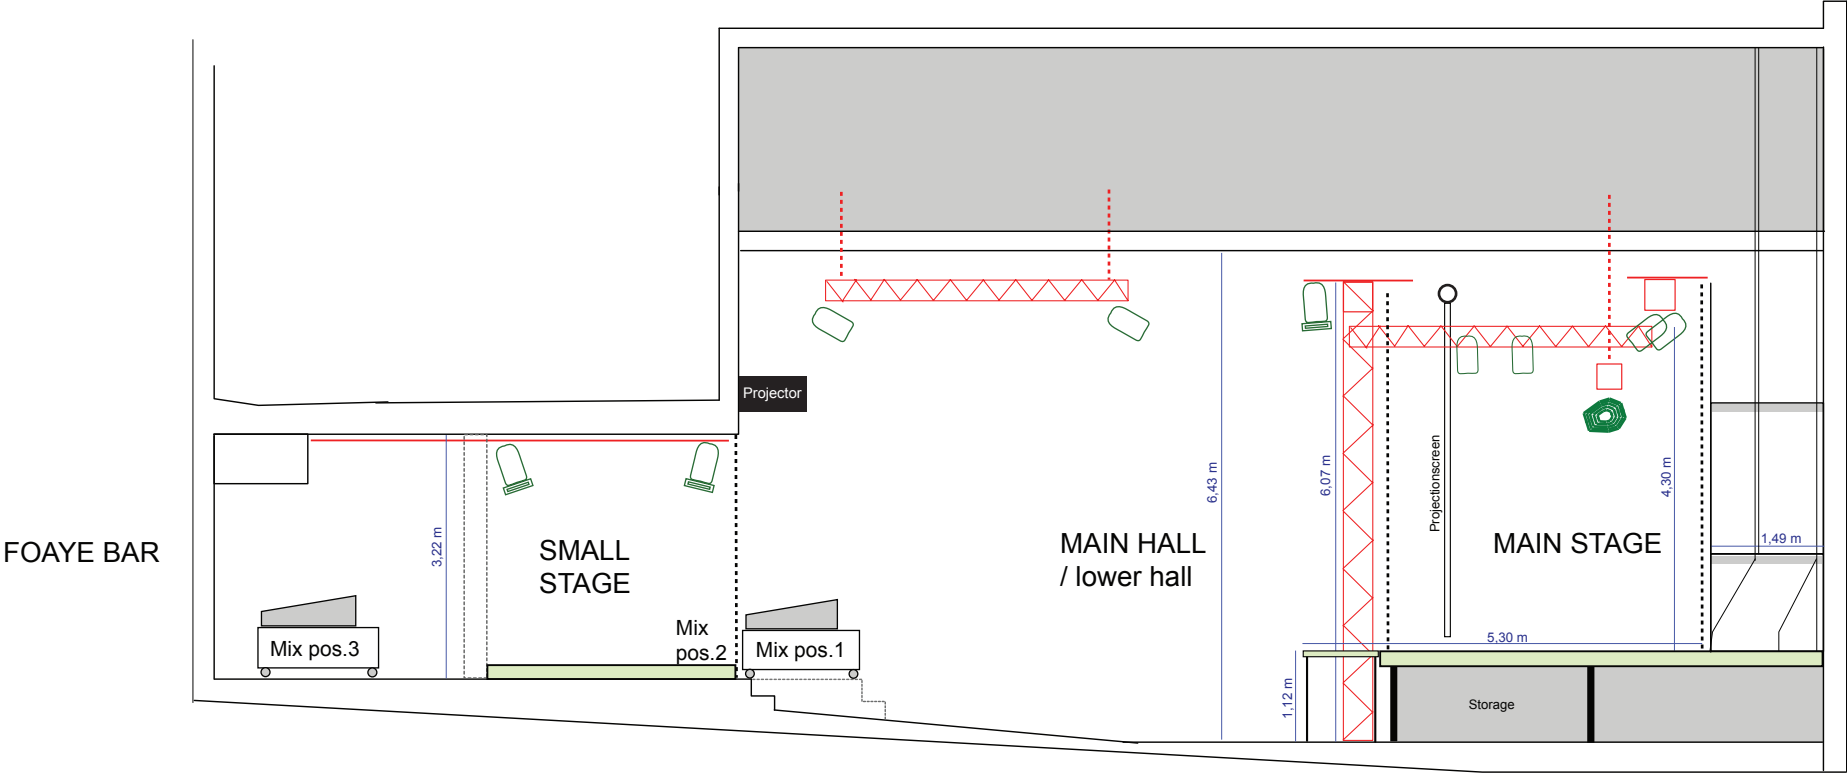 Projector
FOAYE BAR
3,22 m
SMALL
STAGE
Mix
pos.2
Mix pos.3
Mix pos.1
6,43 m
MAIN HALL
/ lower hall
6,07 m
Projectionscreen
4,30 m
MAIN STAGE
1,49 m
5,30 m
1,12 m
Storage